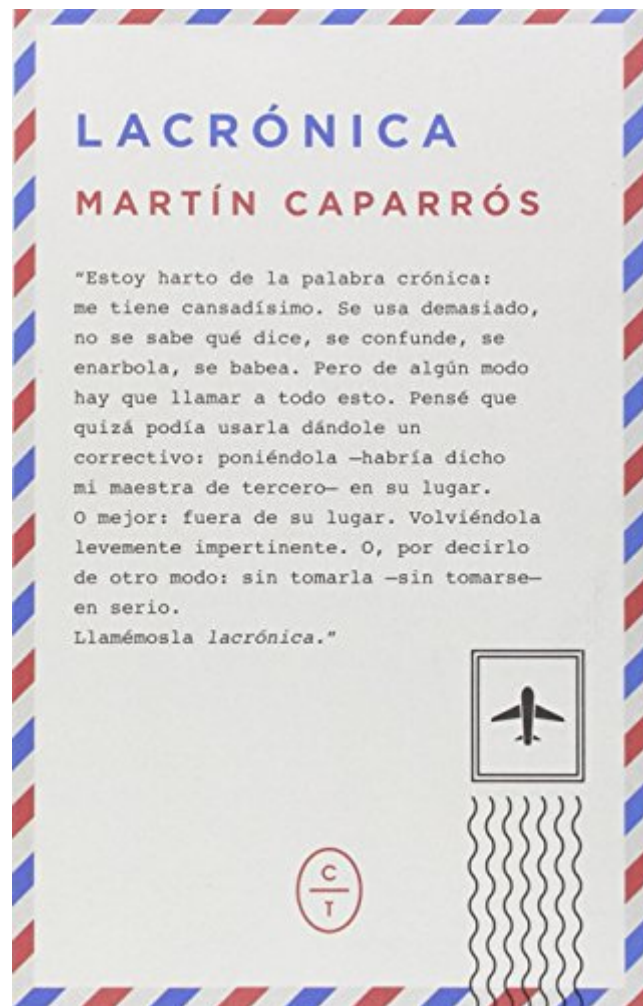 LACRÓNICA
MARTÍN CAPARRÓS
"Estoy harto de la palabra crónica:
me tiene cansadísimo. Se usa demasiado,
no se sabe qué dice, se confunde, se
enarbola, se babea. Pero de algún modo
hay que llamar a todo esto. Pensé que
quizá podía usarla dándole un
correctivo: poniéndola —habría dicho
mi maestra de tercero— en su lugar.
O mejor: fuera de su lugar. Volviéndola
levemente impertinente. O, por decirlo
de otro modo: sin tomarla —sin tomarse—
en serio.
Llamémosla lacrónica."
C
T